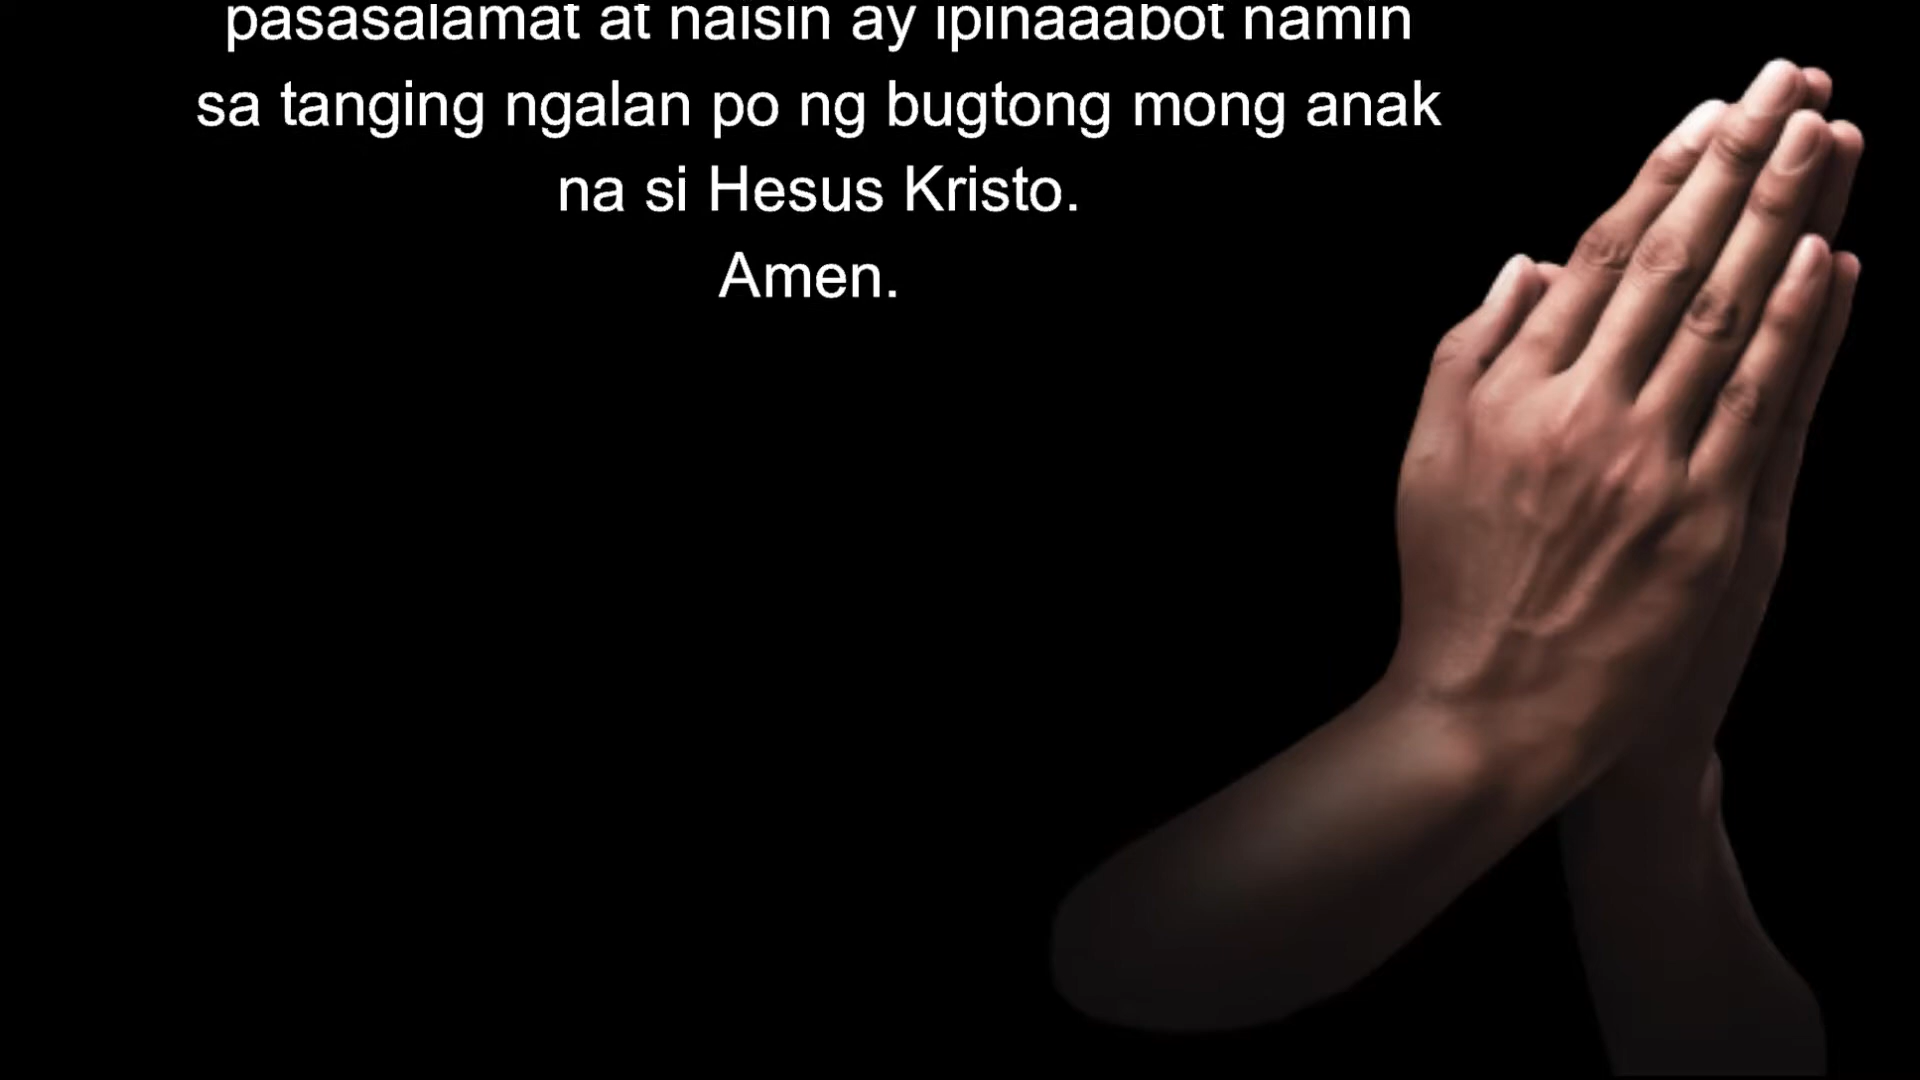 pasasalamat at naisin ay ipinaaabot namin
sa tanging ngalan po ng bugtong mong anak
na si Hesus Kristo.
Amen.